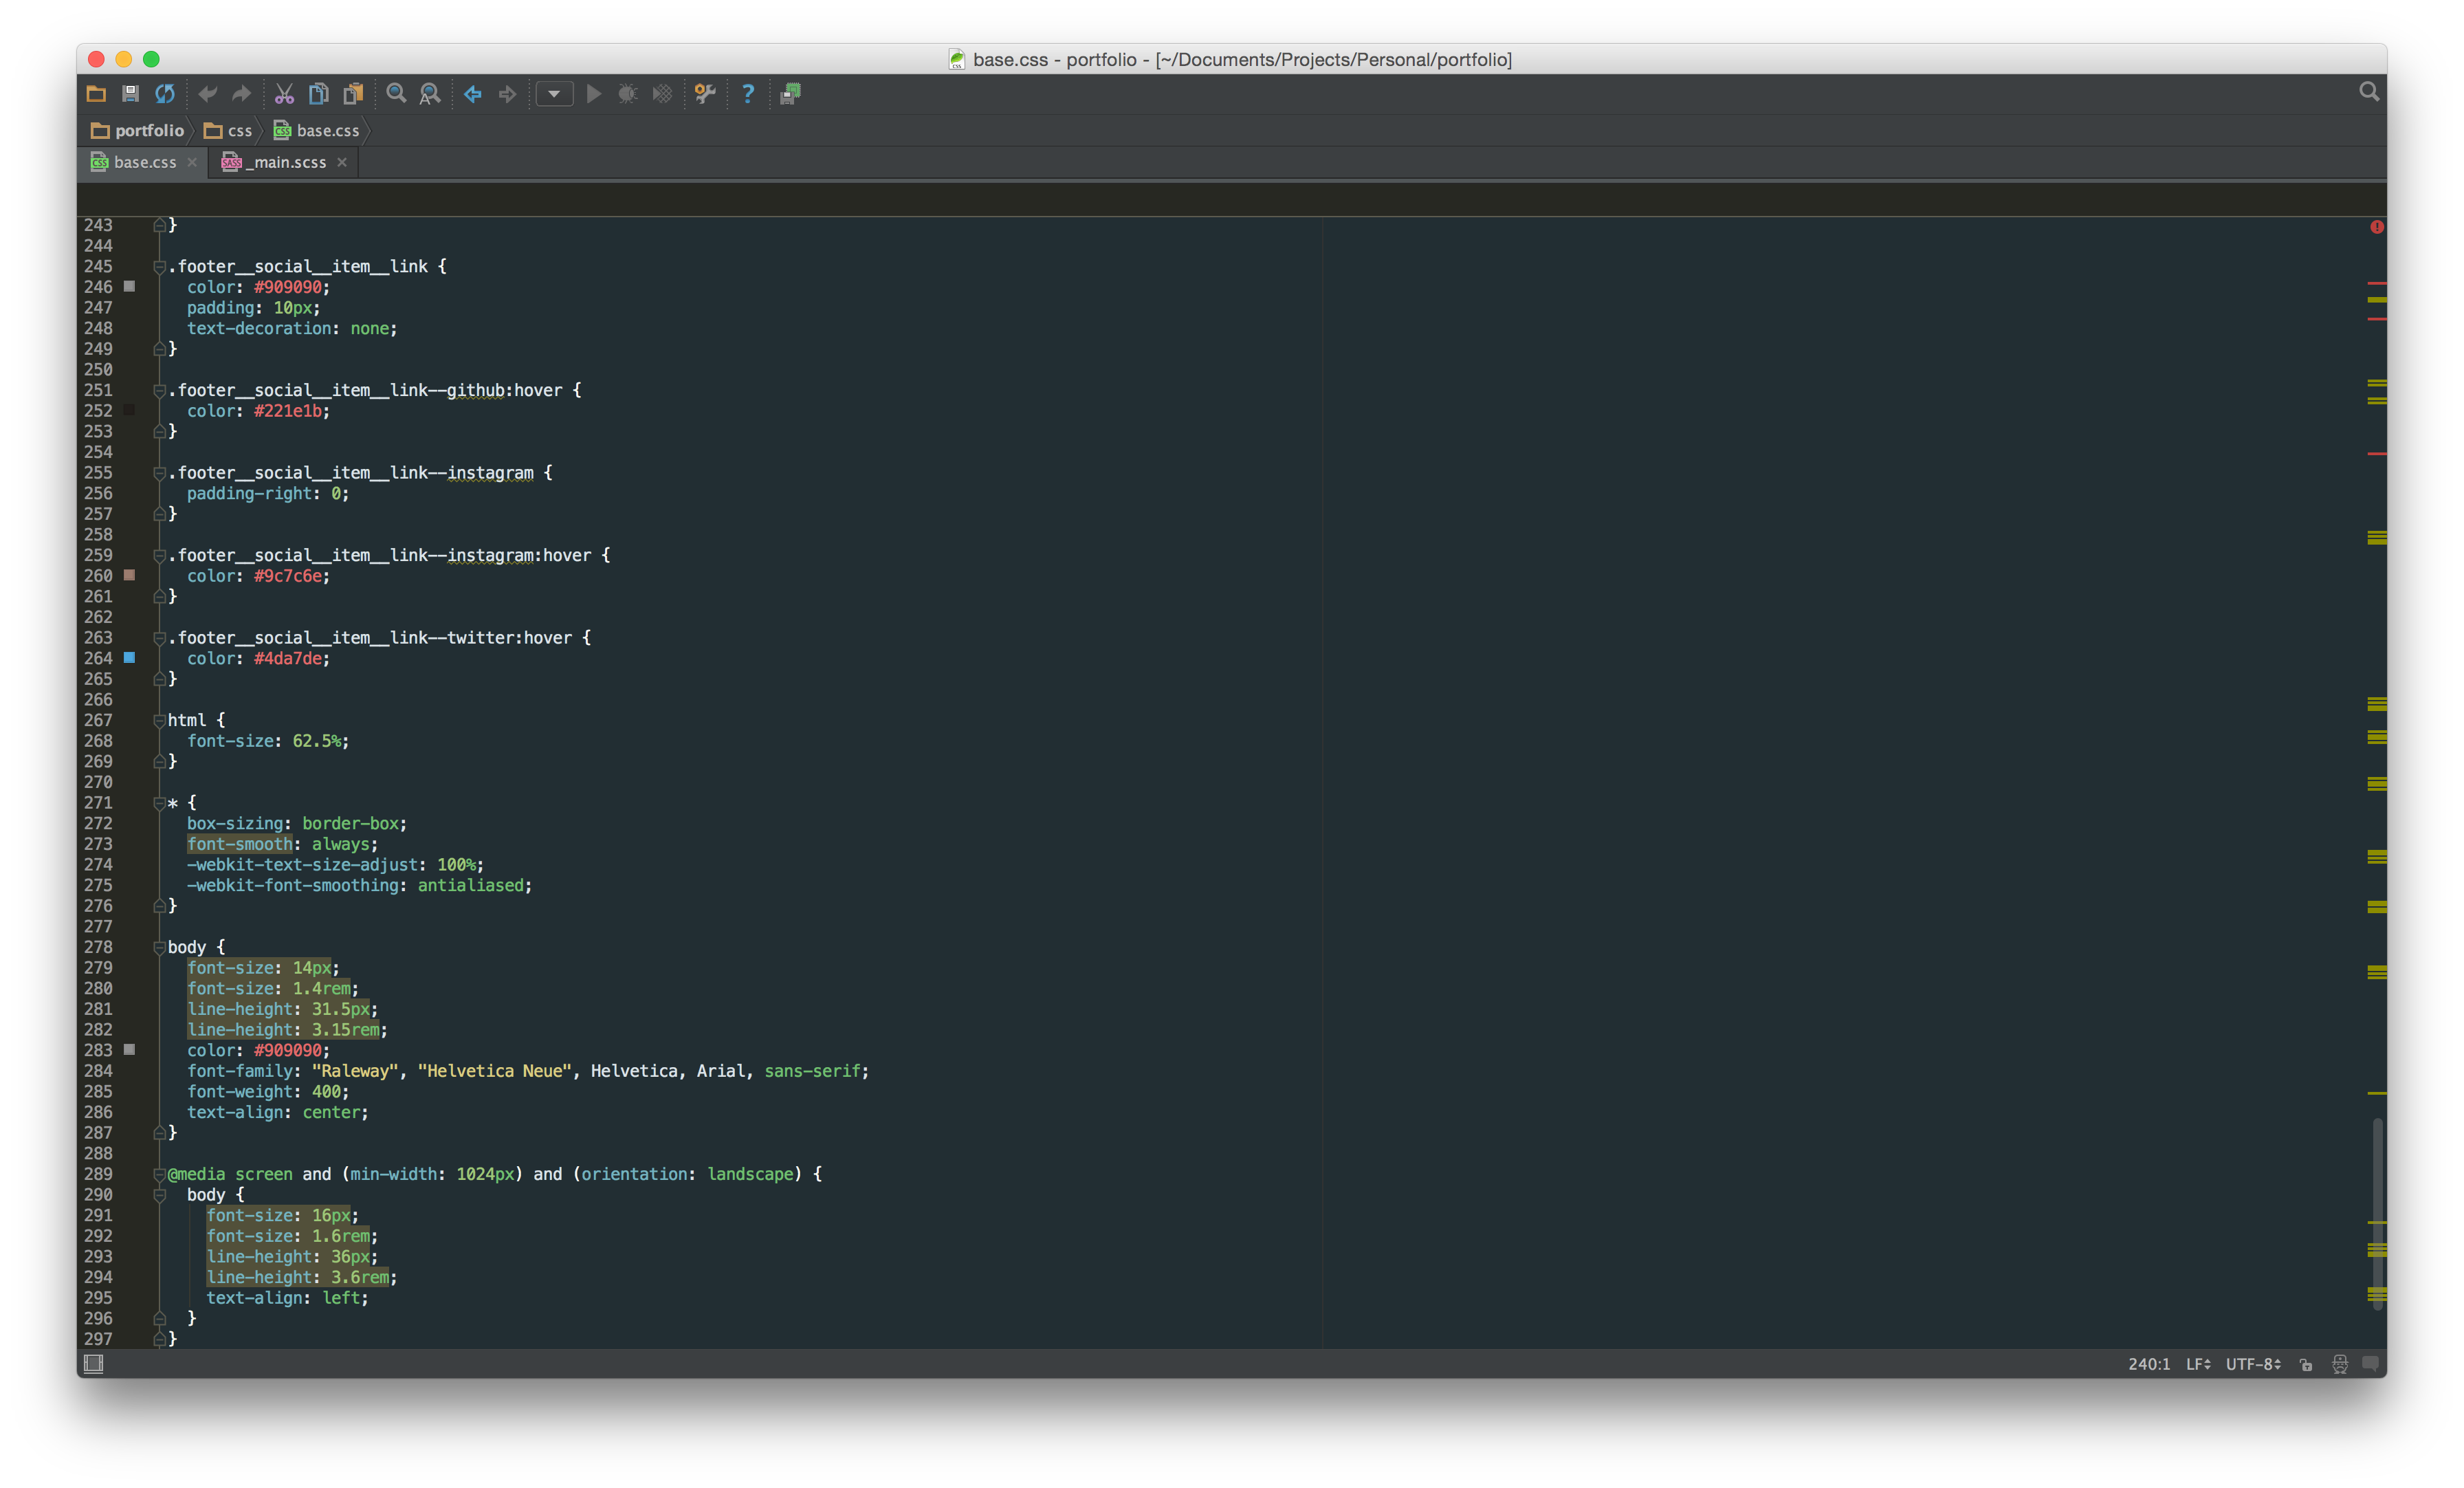 base.css - portfolio - [~/Documents/Projects/Personal/portfolio]
portfolio css base.css
base.css _main.scss
243 }
244
245 .footer__social__item__link {
246 color: #909090;
247 padding: 10px;
248 text-decoration: none;
249 }
250
251 .footer__social__item__link--github:hover {
252 color: #221e1b;
253 }
254
255 .footer__social__item__link--instagram {
256 padding-right: 0;
257 }
258
259 .footer__social__item__link--instagram:hover {
260 color: #9c7c6e;
261 }
262
263 .footer__social__item__link--twitter:hover {
264 color: #4da7de;
265 }
266
267 html {
268 font-size: 62.5%;
269 }
270
271 * {
272 box-sizing: border-box;
273 font-smooth: always;
274 -webkit-text-size-adjust: 100%;
275 -webkit-font-smoothing: antialiased;
276 }
277
278 body {
279 font-size: 14px;
280 font-size: 1.4rem;
281 line-height: 31.5px;
282 line-height: 3.15rem;
283 color: #909090;
284 font-family: "Raleway", "Helvetica Neue", Helvetica, Arial, sans-serif;
285 font-weight: 400;
286 text-align: center;
287 }
288
289 @media screen and (min-width: 1024px) and (orientation: landscape) {
290 body {
291 font-size: 16px;
292 font-size: 1.6rem;
293 line-height: 36px;
294 line-height: 3.6rem;
295 text-align: left;
296 }
297 }
240:1 LF UTF-8